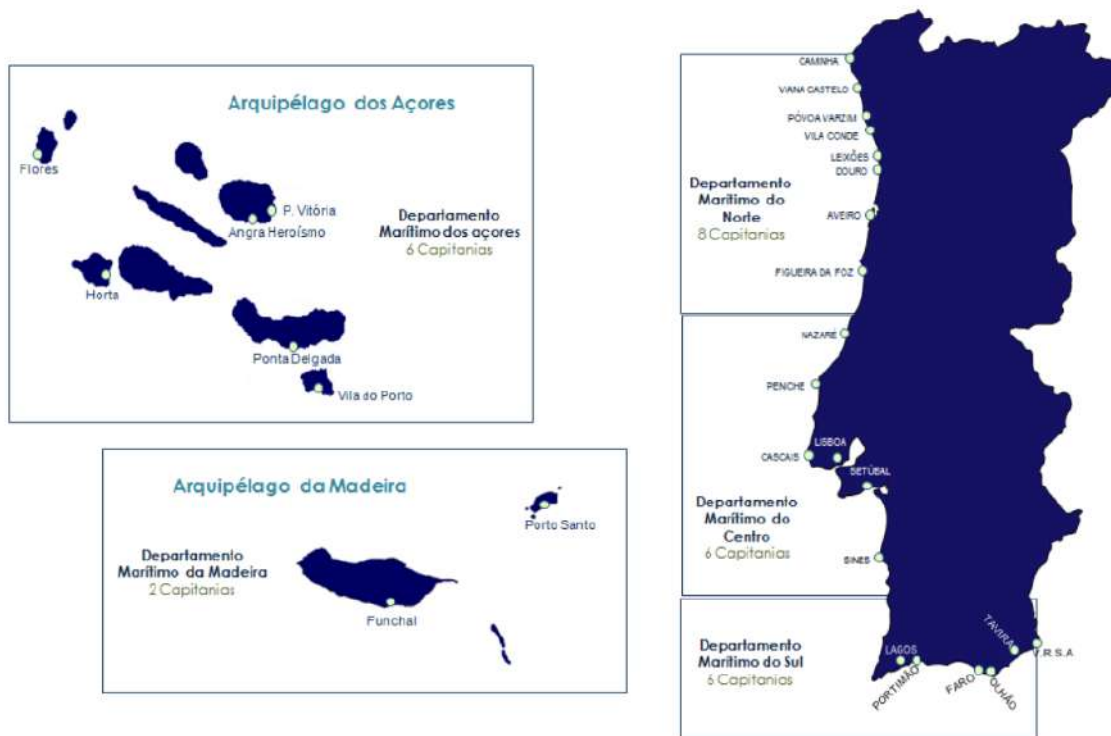 Arquipélago dos Açores
Flores
P. Vitória
Angra Heroísmo
Departamento
Marítimo dos açores
6 Capitanias
Horta
Ponta Delgada
Vila do Porto
Arquipélago da Madeira
Porto Santo
Departamento
Marítimo da Madeira
2 Capitanias
Funchal
CAMINHA
VIANA CASTELO
PÓVOA VARZIM
VILA CONDE
LEIXÕES
DOURO
Departamento
Marítimo do
Norte
8 Capitanias
AVEIRO
FIGUEIRA DA FOZ
NAZARÉ
PENCHE
LISBOA
CASCAIS
SETÚBAL
Departamento
Marítimo do
Centro
6 Capitanias
SINES
Departamento
Marítimo do Sul
6 Capitanias
LAGOS
PORTIMÃO
FARO
OLHÃO
TAVIRA
V.R.S.A